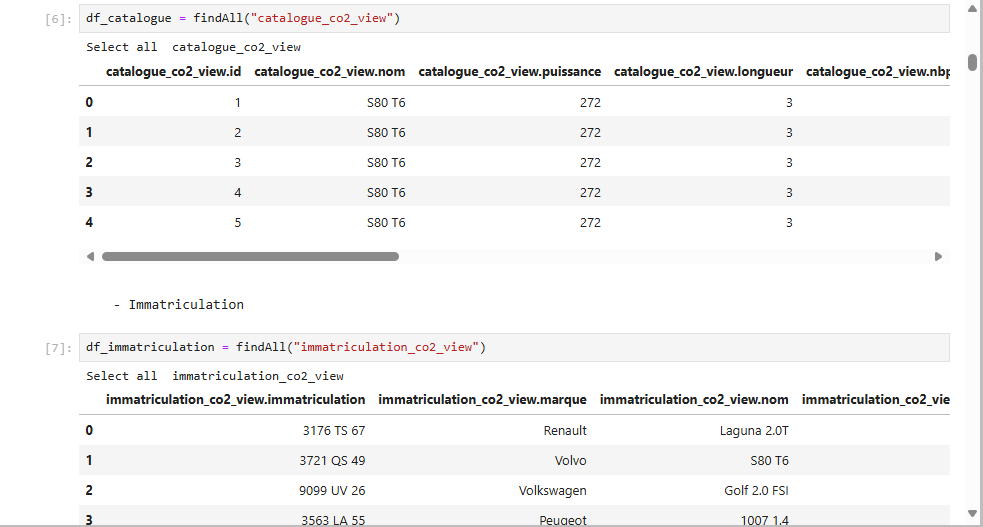 [6]: df_catalogue = findAll("catalogue_co2_view")
Select all catalogue_co2_view
catalogue_co2_view.id catalogue_co2_view.nom catalogue_co2_view.puissance catalogue_co2_view.longueur catalogue_co2_view.nbp
0 1 S80 T6 272 3
1 2 S80 T6 272 3
2 3 S80 T6 272 3
3 4 S80 T6 272 3
4 5 S80 T6 272 3
- Immatriculation
[7]: df_immatriculation = findAll("immatriculation_co2_view")
Select all immatriculation_co2_view
immatriculation_co2_view.immatriculation immatriculation_co2_view.marque immatriculation_co2_view.nom immatriculation_co2_vie
0 3176 TS 67 Renault Laguna 2.0T
1 3721 QS 49 Volvo S80 T6
2 9099 UV 26 Volkswagen Golf 2.0 FSI
3 3563 LA 55 Peugeot 1007 1.4